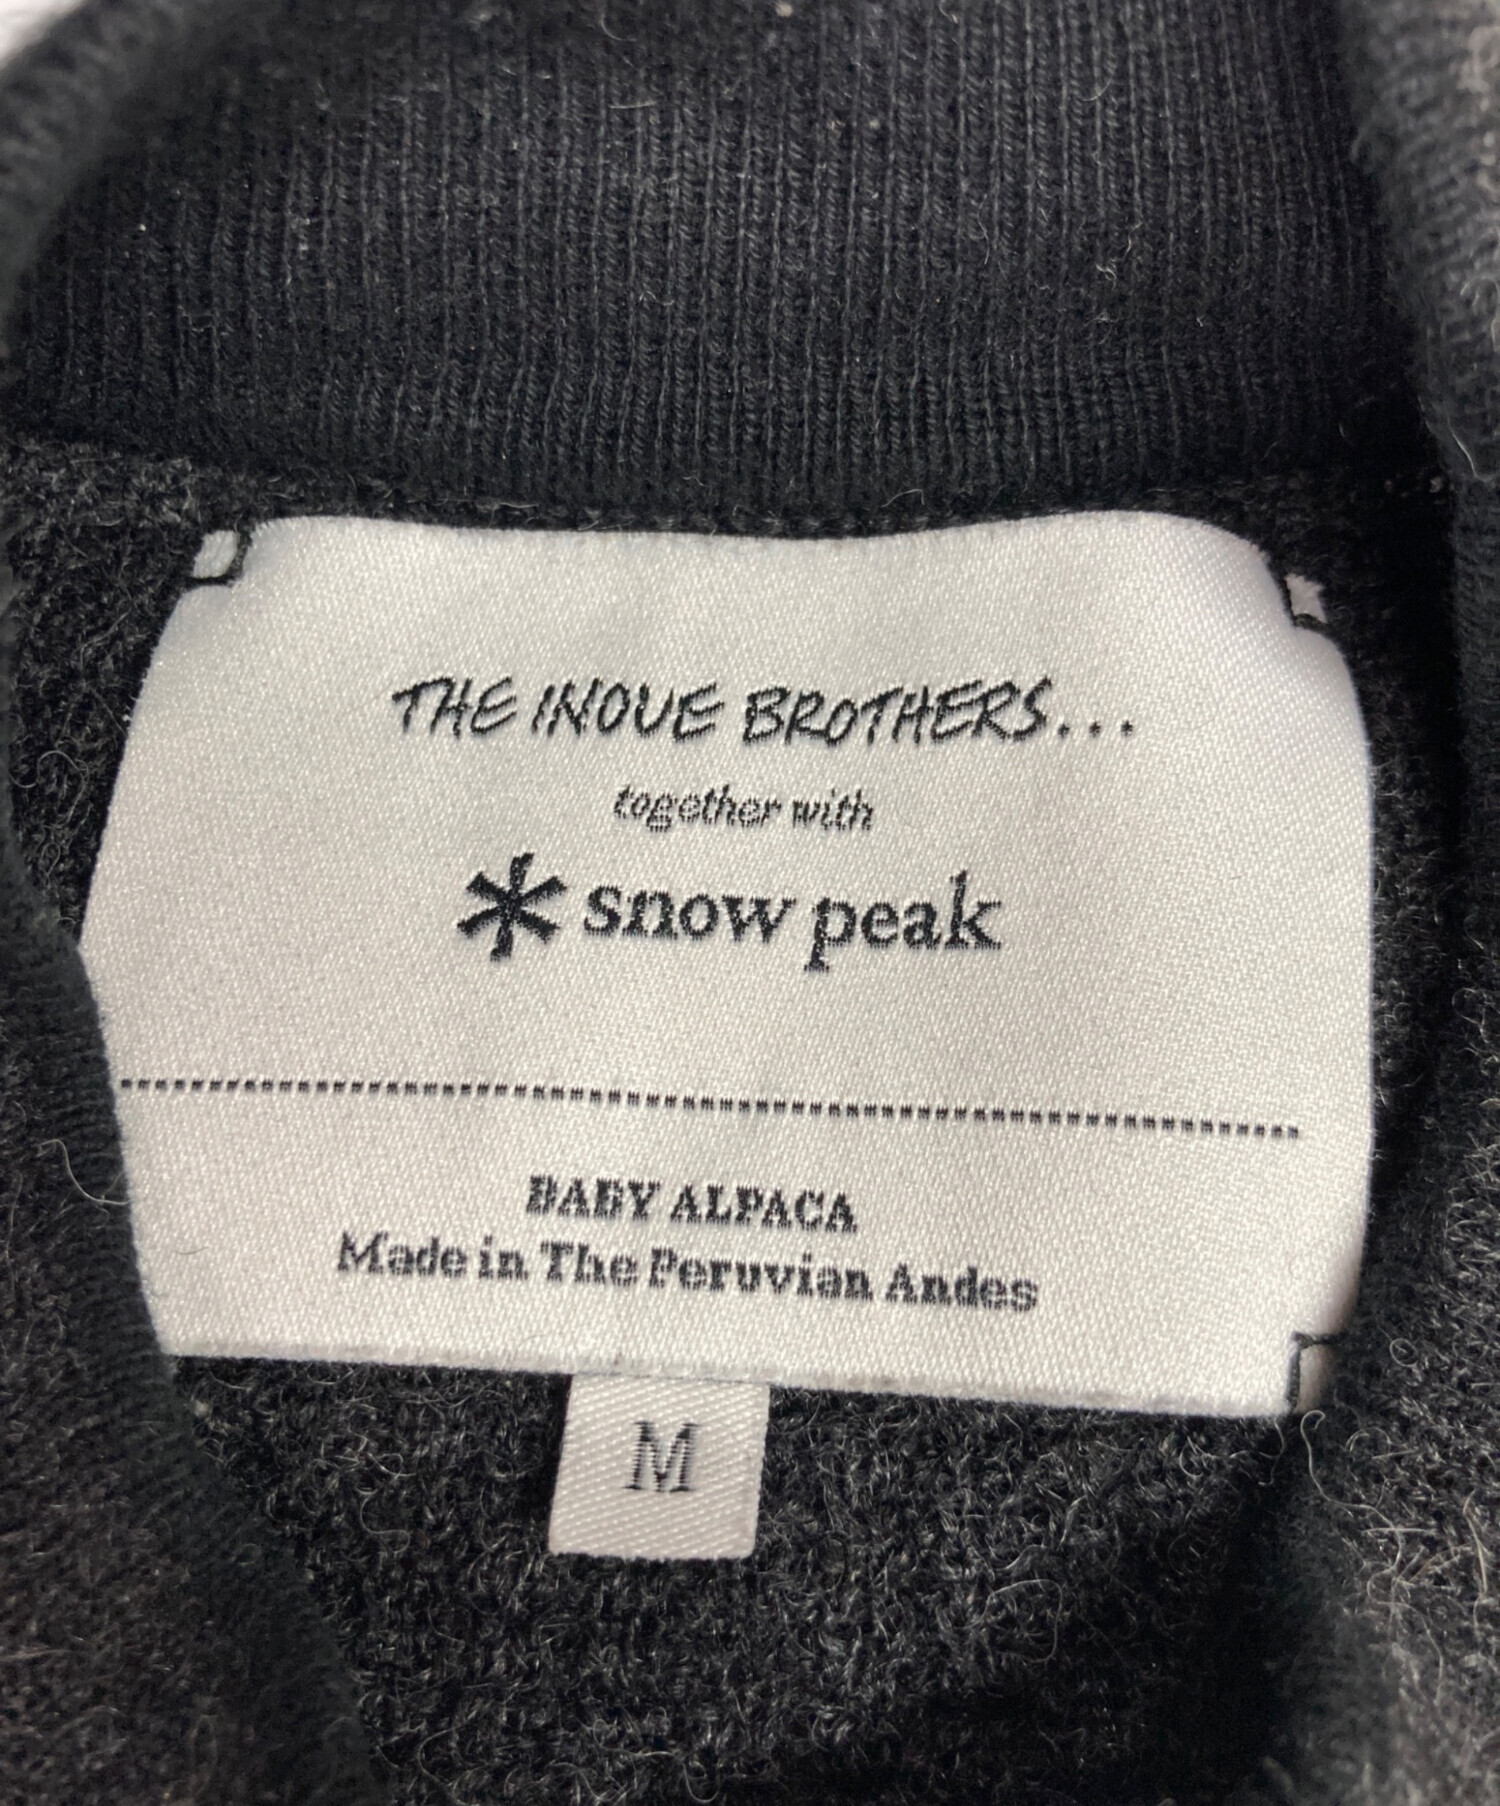 THE INOUE BROTHERS...
together with
snow peak
BABY ALPACA
Made in The Peruvian Andes
M